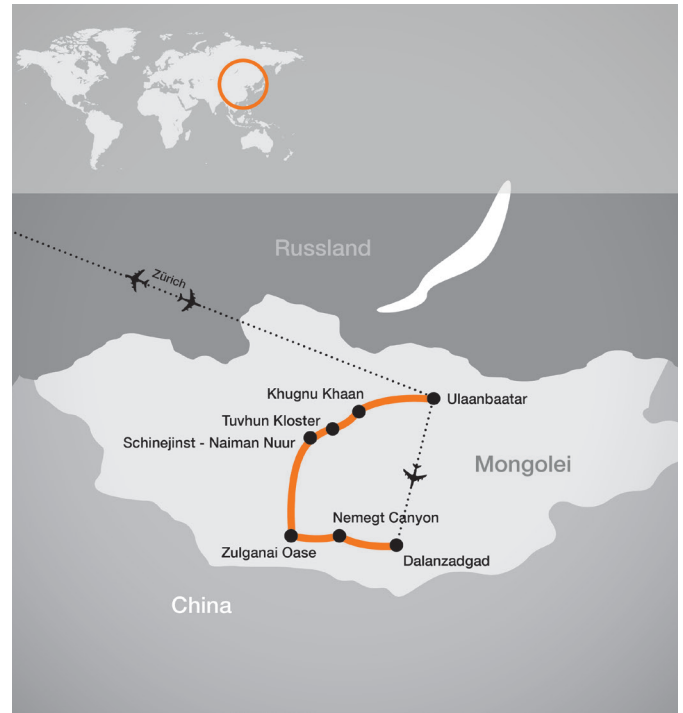 Russland
Zürich
Khugnu Khaan
Ulaanbaatar
Tuvhun Kloster
Schinejinst - Naiman Nuur
Mongolei
Nemegt Canyon
Zulganai Oase
Dalanzadgad
China